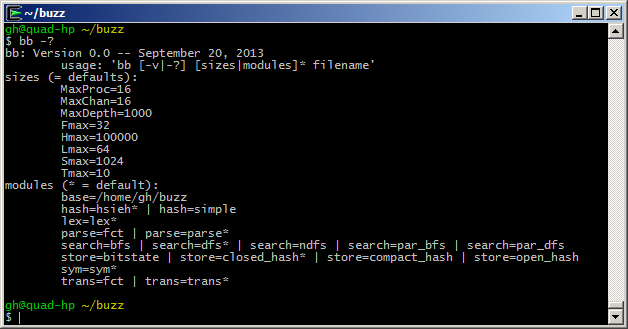 ~/buzz
gh@quad-hp ~/buzz
$ bb -?
bb: Version 0.0 -- September 20, 2013
        usage: 'bb [-v|-?] [sizes|modules]* filename'
sizes (= defaults):
        MaxProc=16
        MaxChan=16
        MaxDepth=1000
        Fmax=32
        Hmax=100000
        Lmax=64
        Smax=1024
        Tmax=10
modules (* = default):
        base=/home/gh/buzz
        hash=hsieh* | hash=simple
        lex=lex*
        parse=fct | parse=parse*
        search=bfs | search=dfs* | search=ndfs | search=par_bfs | search=par_dfs
        store=bitstate | store=closed_hash* | store=compact_hash | store=open_hash
        sym=sym*
        trans=fct | trans=trans*
gh@quad-hp ~/buzz
$